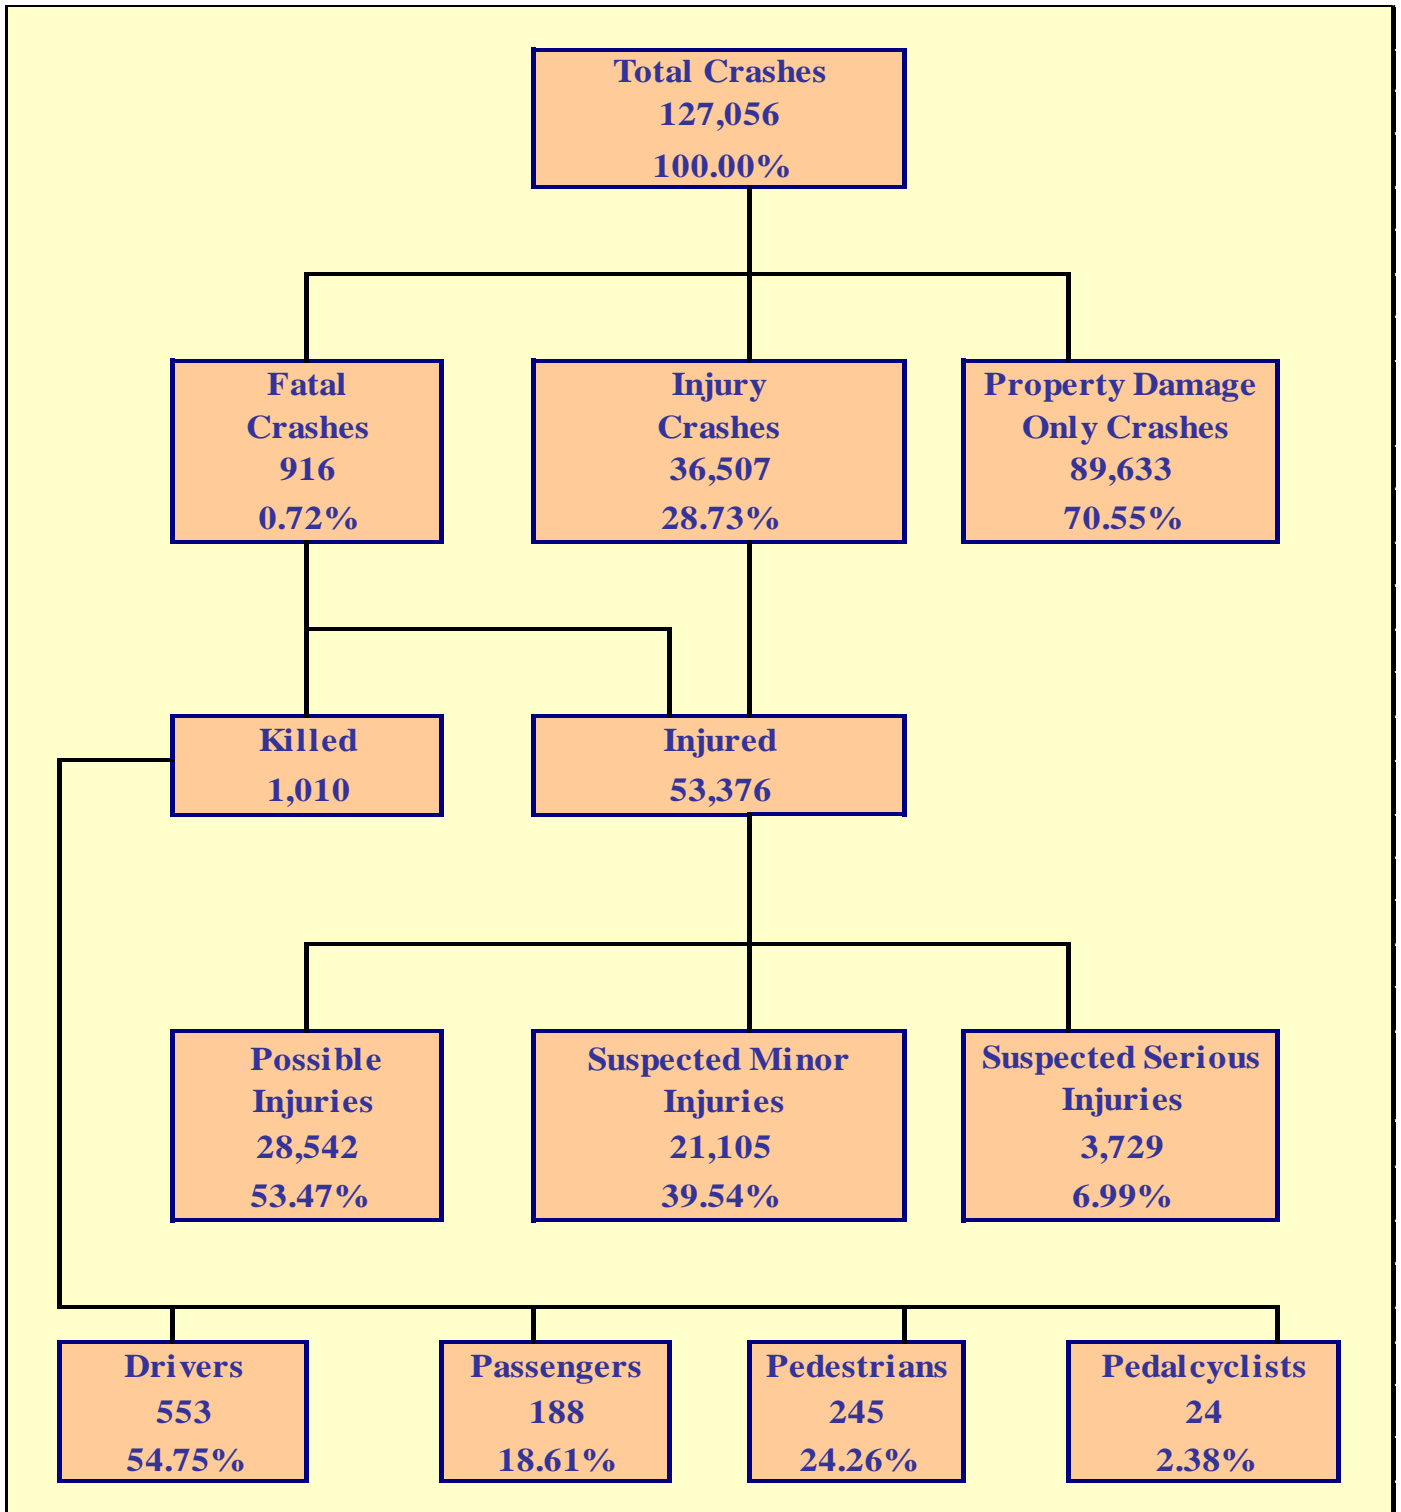 Total Crashes
127,056
100.00%
Fatal
Crashes
916
0.72%
Injury
Crashes
36,507
28.73%
Property Damage
Only Crashes
89,633
70.55%
Killed
1,010
Injured
53,376
Possible
Injuries
28,542
53.47%
Suspected Minor
Injuries
21,105
39.54%
Suspected Serious
Injuries
3,729
6.99%
Drivers
553
54.75%
Passengers
188
18.61%
Pedestrians
245
24.26%
Pedalcyclists
24
2.38%